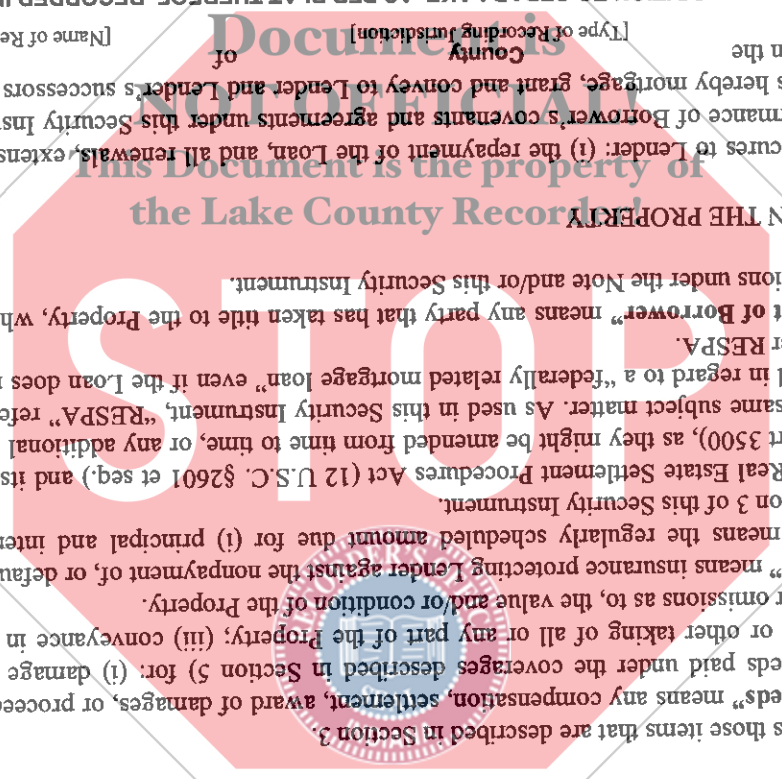 Document is
NOT OFFICIAL!
This Document is the property of
the Lake County Recorder!
STOP
SEAL
INDIANA
s those items that are described in Section 3.
eds" means any compensation, settlement, award of damages, or proceed
eds paid under the coverages described in Section 5) for: (i) damage
or other taking of all or any part of the Property; (iii) conveyance in
r omissions as to, the value and/or condition of the Property.
" means insurance protecting Lender against the nonpayment of, or defau
means the regularly scheduled amount due for (i) principal and inter
on 3 of this Security Instrument.
Real Estate Settlement Procedures Act (12 U.S.C. §2601 et seq.) and its
rt 3500), as they might be amended from time to time, or any additional
same subject matter. As used in this Security Instrument, "RESPA" refe
d in regard to a "federally related mortgage loan" even if the Loan does
r RESPA.
t of Borrower" means any party that has taken title to the Property, wh
ions under the Note and/or this Security Instrument.
N THE PROPERTY
cures to Lender: (i) the repayment of the Loan, and all renewals, extens
rmance of Borrower's covenants and agreements under this Security Inst
s hereby mortgage, grant and convey to Lender and Lender's successors
n the County of
[Type of Recording Jurisdiction] [Name of Re